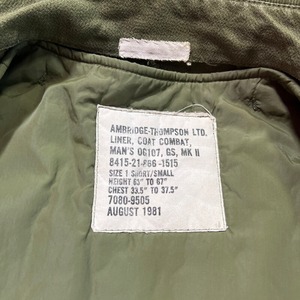 AMBRIDGE-THOMPSON LTD.
LINER, COAT COMBAT,
MAN'S OG107, GS, MK II
8415-21-866-1515
SIZE 1 SHORT/SMALL
HEIGHT 63" TO 67"
CHEST 33.5" TO 37.5"
7080-9505
AUGUST 1981